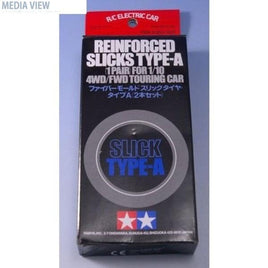 MEDIA VIEW
R/C ELECTRIC CAR
REINFORCED
SLICKS TYPE-A
(1 PAIR FOR 1/10
4WD/FWD TOURING CAR
ファイバーモールド スリックタイヤ
タイプA (2本セット)
SLICK
TYPE-A